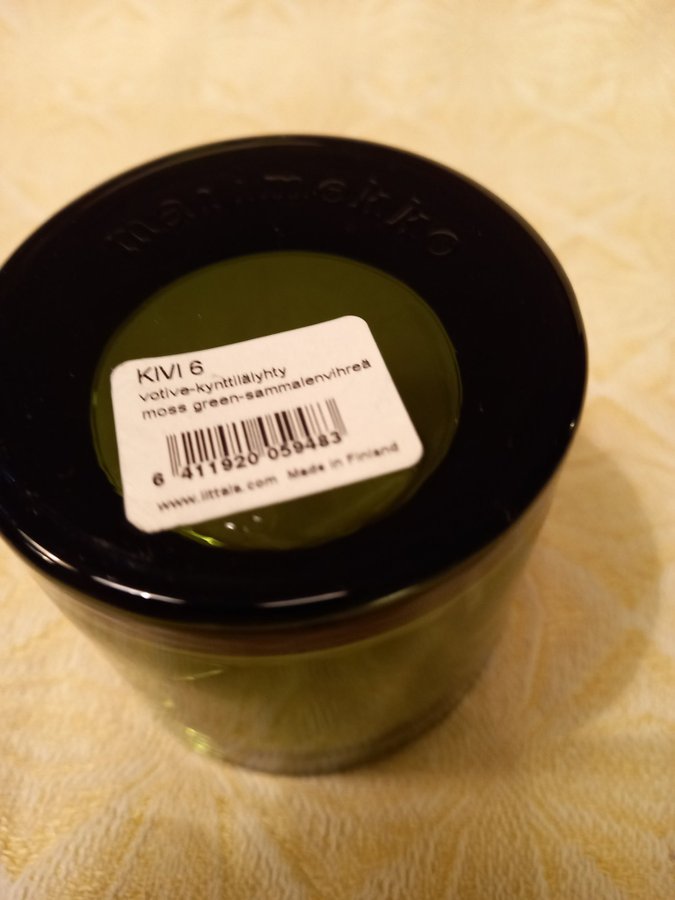 marimekko
KIVI 6
votive-kynttilälyhty
moss green-sammalenvihreä
6 411920 059483
www.iittala.com Made in Finland